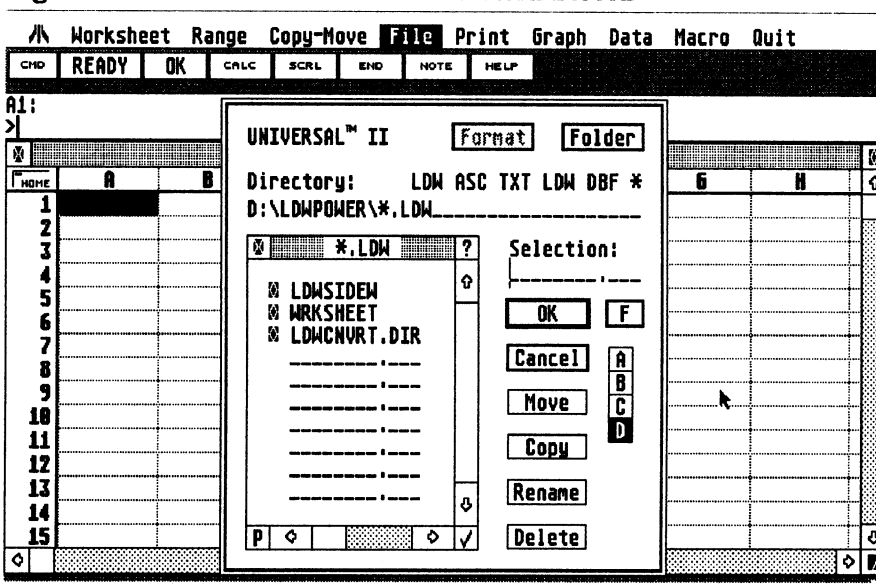 Worksheet Range Copy-Move File Print Graph Data Macro Quit
CMD READY OK CALC SCRL END NOTE HELP
A1:
>
UNIVERSAL™ II Format Folder
HOME A B G H
Directory: LDW ASC TXT LDW DBF *
D:\LDWPOWER\*.LDW
*.LDW ?
Selection:
LDWSIDEW
WRKSHEET
LDWCNVRT.DIR
OK F
Cancel
Move
Copy
Rename
Delete
A
B
C
D
P
1
2
3
4
5
6
7
8
9
10
11
12
13
14
15